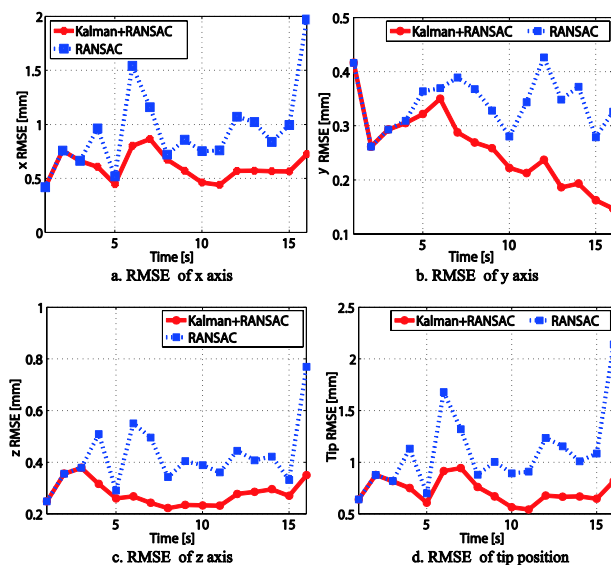 2
1.5
1
0.5
0
x RMSE [mm]
Kalman+RANSAC
RANSAC
5 10 15
Time [s]
a. RMSE of x axis
0.5
0.4
0.3
0.2
0.1
y RMSE [mm]
Kalman+RANSAC RANSAC
5 10 15
Time [s]
b. RMSE of y axis
1
0.8
0.6
0.4
0.2
z RMSE [mm]
Kalman+RANSAC
RANSAC
5 10 15
Time [s]
c. RMSE of z axis
2.5
2
1.5
1
0.5
Tip RMSE [mm]
Kalman+RANSAC RANSAC
5 10 15
Time [s]
d. RMSE of tip position